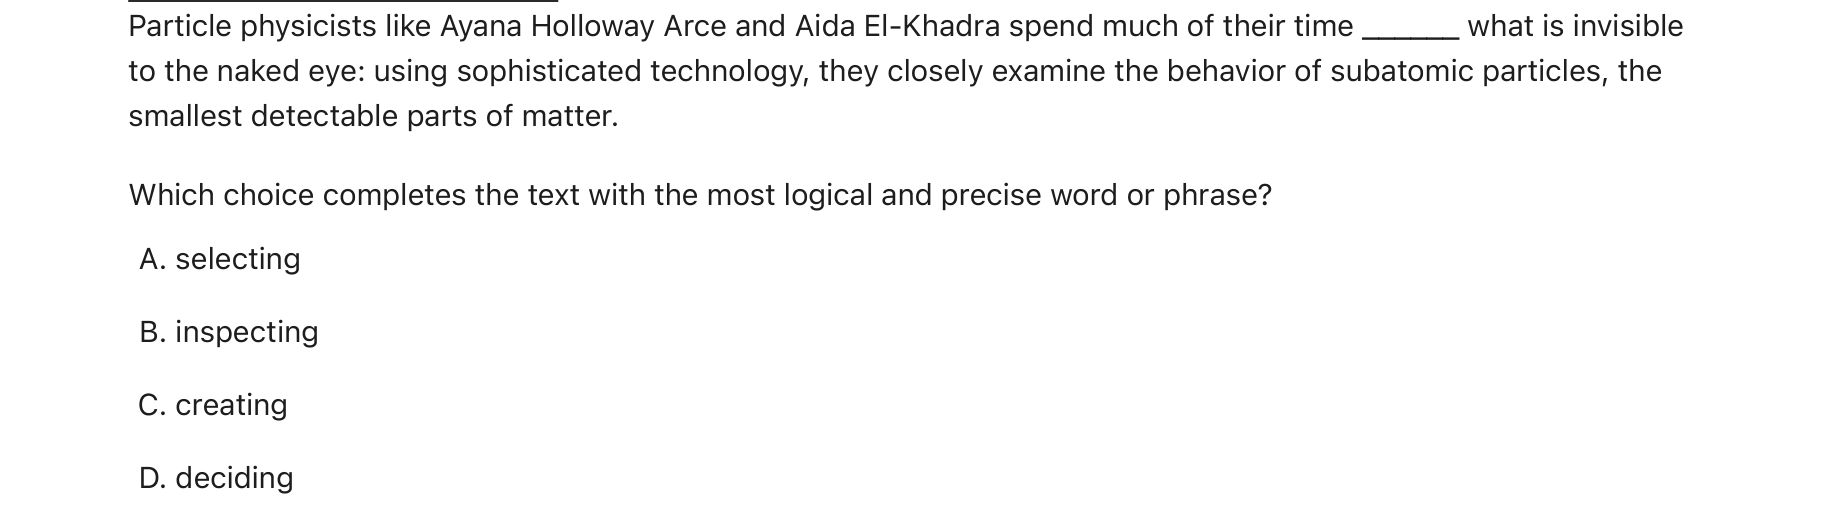 Particle physicists like Ayana Holloway Arce and Aida El-Khadra spend much of their time ______ what is invisible
to the naked eye: using sophisticated technology, they closely examine the behavior of subatomic particles, the
smallest detectable parts of matter.
Which choice completes the text with the most logical and precise word or phrase?
A. selecting
B. inspecting
C. creating
D. deciding